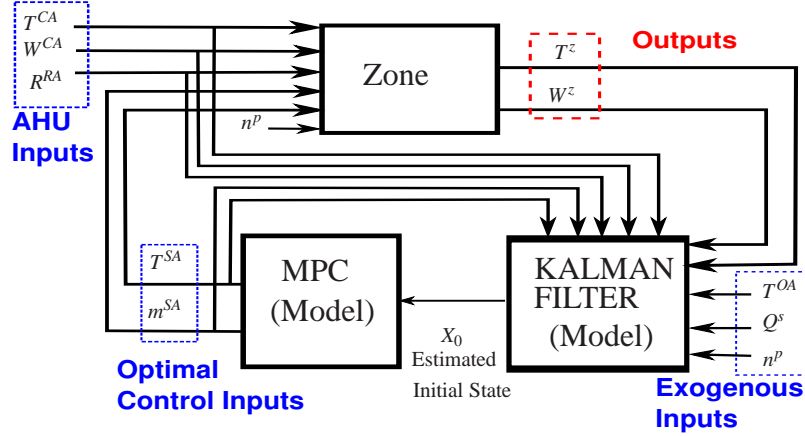 T^{CA}
W^{CA}
R^{RA}
AHU
Inputs
n^p
Zone
T^z
W^z
Outputs
T^{SA}
m^{SA}
Optimal
Control Inputs
MPC
(Model)
X_0
Estimated
Initial State
KALMAN
FILTER
(Model)
T^{OA}
Q^s
n^p
Exogenous
Inputs